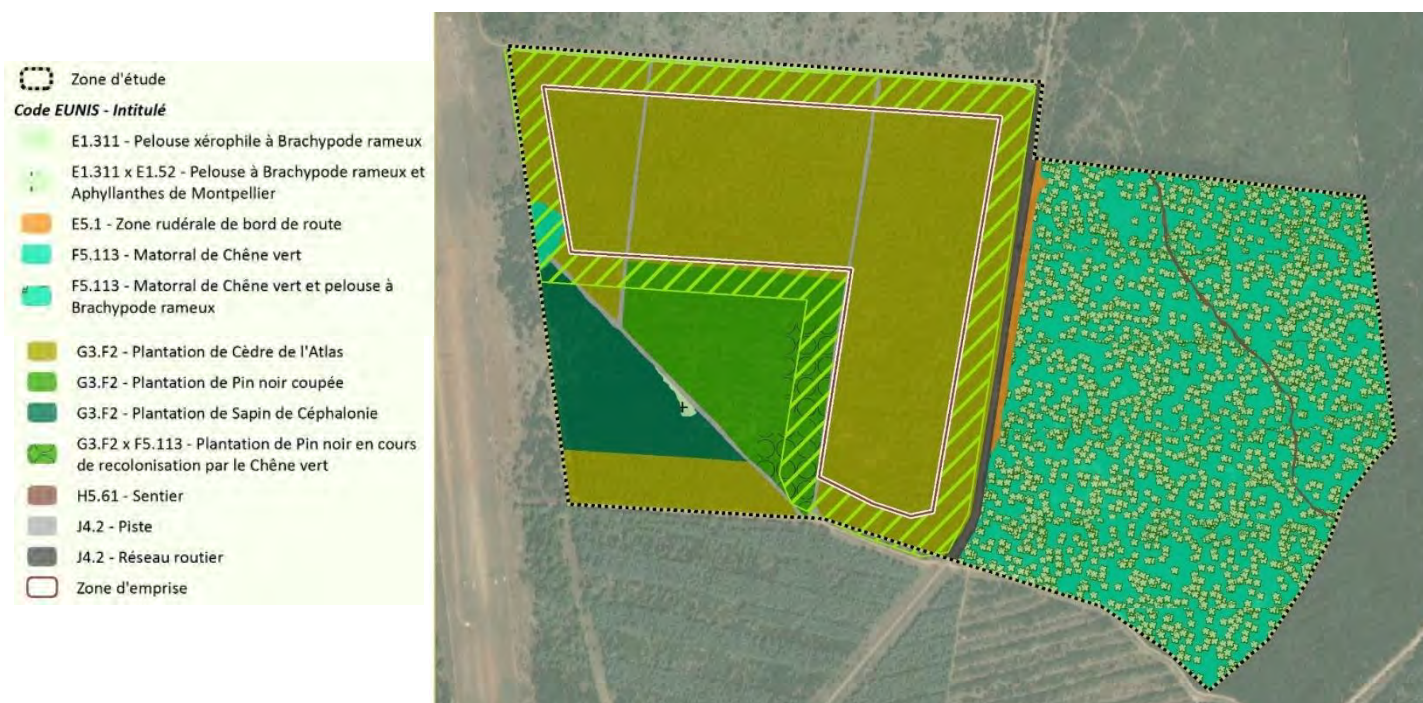 Zone d'étude
Code EUNIS - Intitulé
E1.311 - Pelouse xérophile à Brachypode rameux
E1.311 x E1.52 - Pelouse à Brachypode rameux et
Aphyllanthes de Montpellier
E5.1 - Zone rudérale de bord de route
F5.113 - Matorral de Chêne vert
F5.113 - Matorral de Chêne vert et pelouse à
Brachypode rameux
G3.F2 - Plantation de Cèdre de l'Atlas
G3.F2 - Plantation de Pin noir coupée
G3.F2 - Plantation de Sapin de Céphalonie
G3.F2 x F5.113 - Plantation de Pin noir en cours
de recolonisation par le Chêne vert
H5.61 - Sentier
J4.2 - Piste
J4.2 - Réseau routier
Zone d'emprise